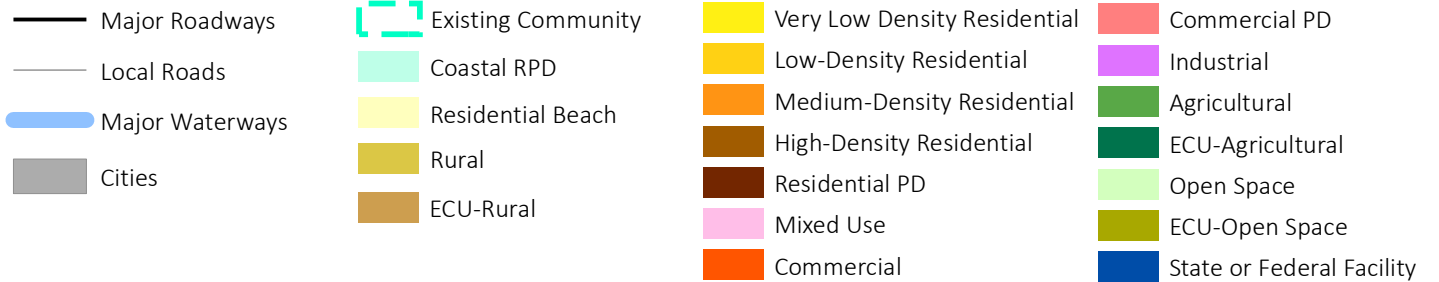 Major Roadways
Local Roads
Major Waterways
Cities
Existing Community
Coastal RPD
Residential Beach
Rural
ECU-Rural
Very Low Density Residential
Low-Density Residential
Medium-Density Residential
High-Density Residential
Residential PD
Mixed Use
Commercial
Commercial PD
Industrial
Agricultural
ECU-Agricultural
Open Space
ECU-Open Space
State or Federal Facility